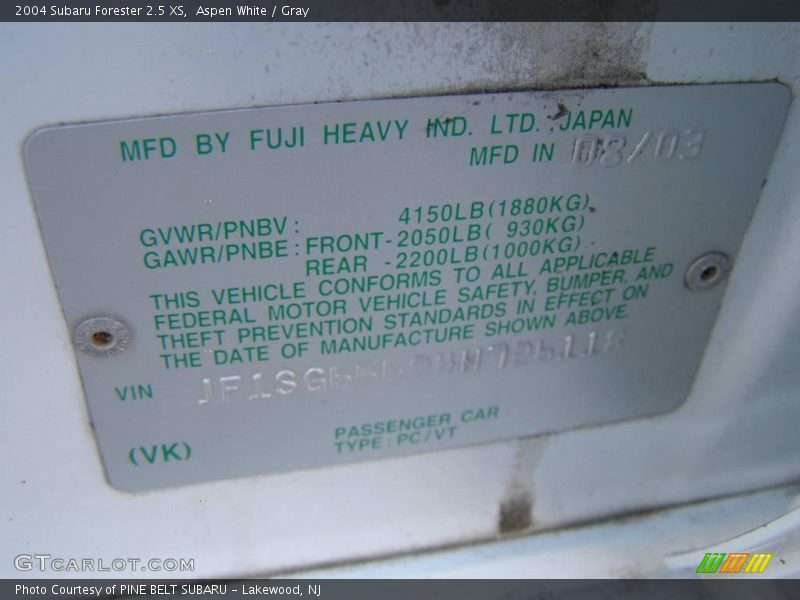 2004 Subaru Forester 2.5 XS, Aspen White / Gray
MFD BY FUJI HEAVY IND. LTD. JAPAN
MFD IN 08/03
GVWR/PNBV: 4150LB(1880KG)
GAWR/PNBE: FRONT-2050LB( 930KG)
REAR -2200LB(1000KG)
THIS VEHICLE CONFORMS TO ALL APPLICABLE
FEDERAL MOTOR VEHICLE SAFETY, BUMPER, AND
THEFT PREVENTION STANDARDS IN EFFECT ON
THE DATE OF MANUFACTURE SHOWN ABOVE.
VIN
(VK)
PASSENGER CAR
TYPE: PC/VT
GTCARLOT.COM
Photo Courtesy of PINE BELT SUBARU - Lakewood, NJ